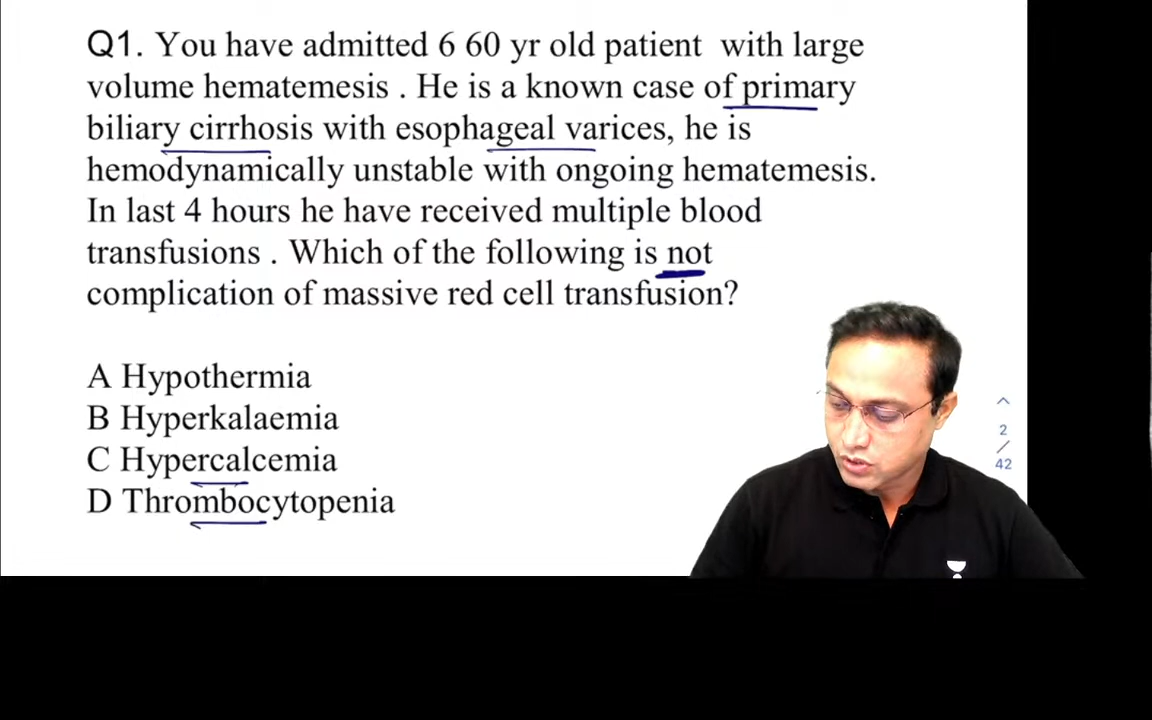 Q1. You have admitted 6 60 yr old patient with large
volume hematemesis . He is a known case of primary
biliary cirrhosis with esophageal varices, he is
hemodynamically unstable with ongoing hematemesis.
In last 4 hours he have received multiple blood
transfusions . Which of the following is not
complication of massive red cell transfusion?
A Hypothermia
B Hyperkalaemia
C Hypercalcemia
D Thrombocytopenia
^
2
/
42